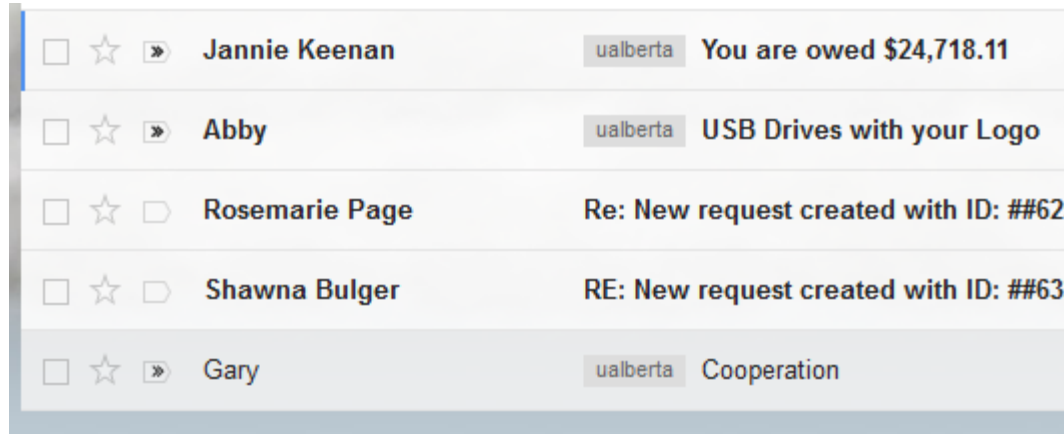 Jannie Keenan ualberta You are owed $24,718.11
Abby ualberta USB Drives with your Logo
Rosemarie Page Re: New request created with ID: ##62
Shawna Bulger RE: New request created with ID: ##63
Gary ualberta Cooperation